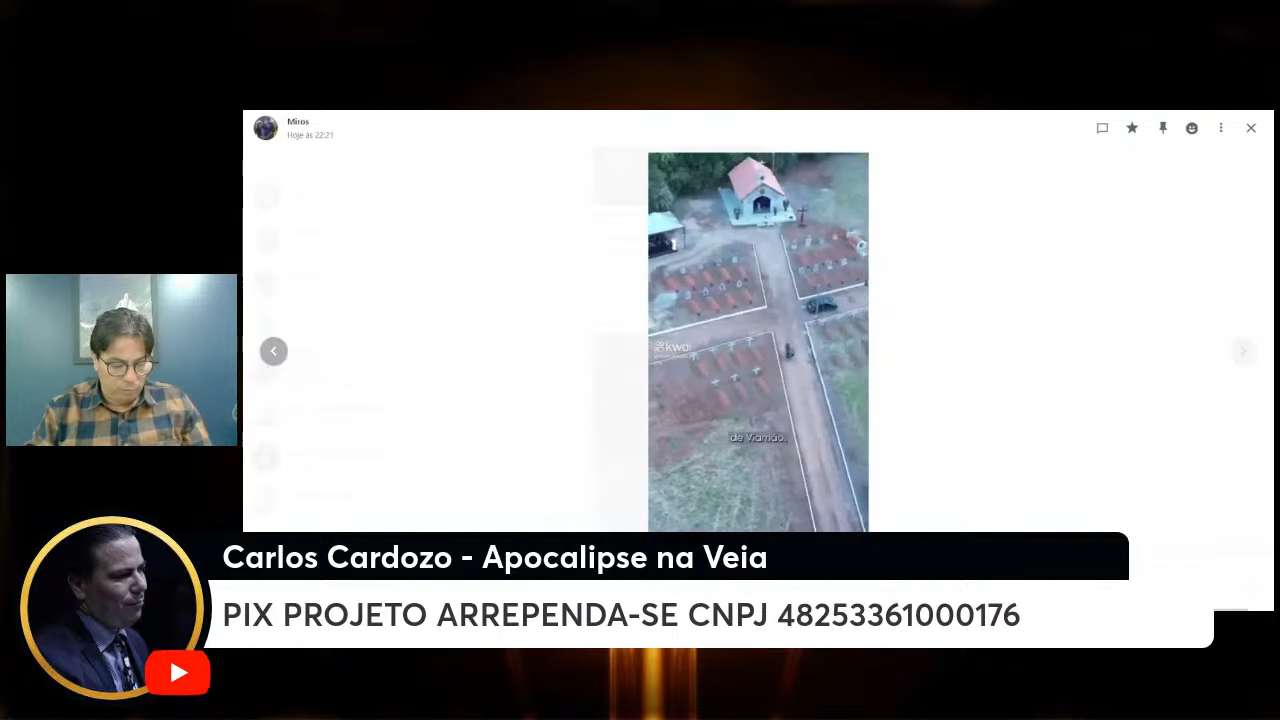 Miros
Hoje às 22:21
kwai
de Viamão.
Carlos Cardozo - Apocalipse na Veia
PIX PROJETO ARREPENDA-SE CNPJ 48253361000176